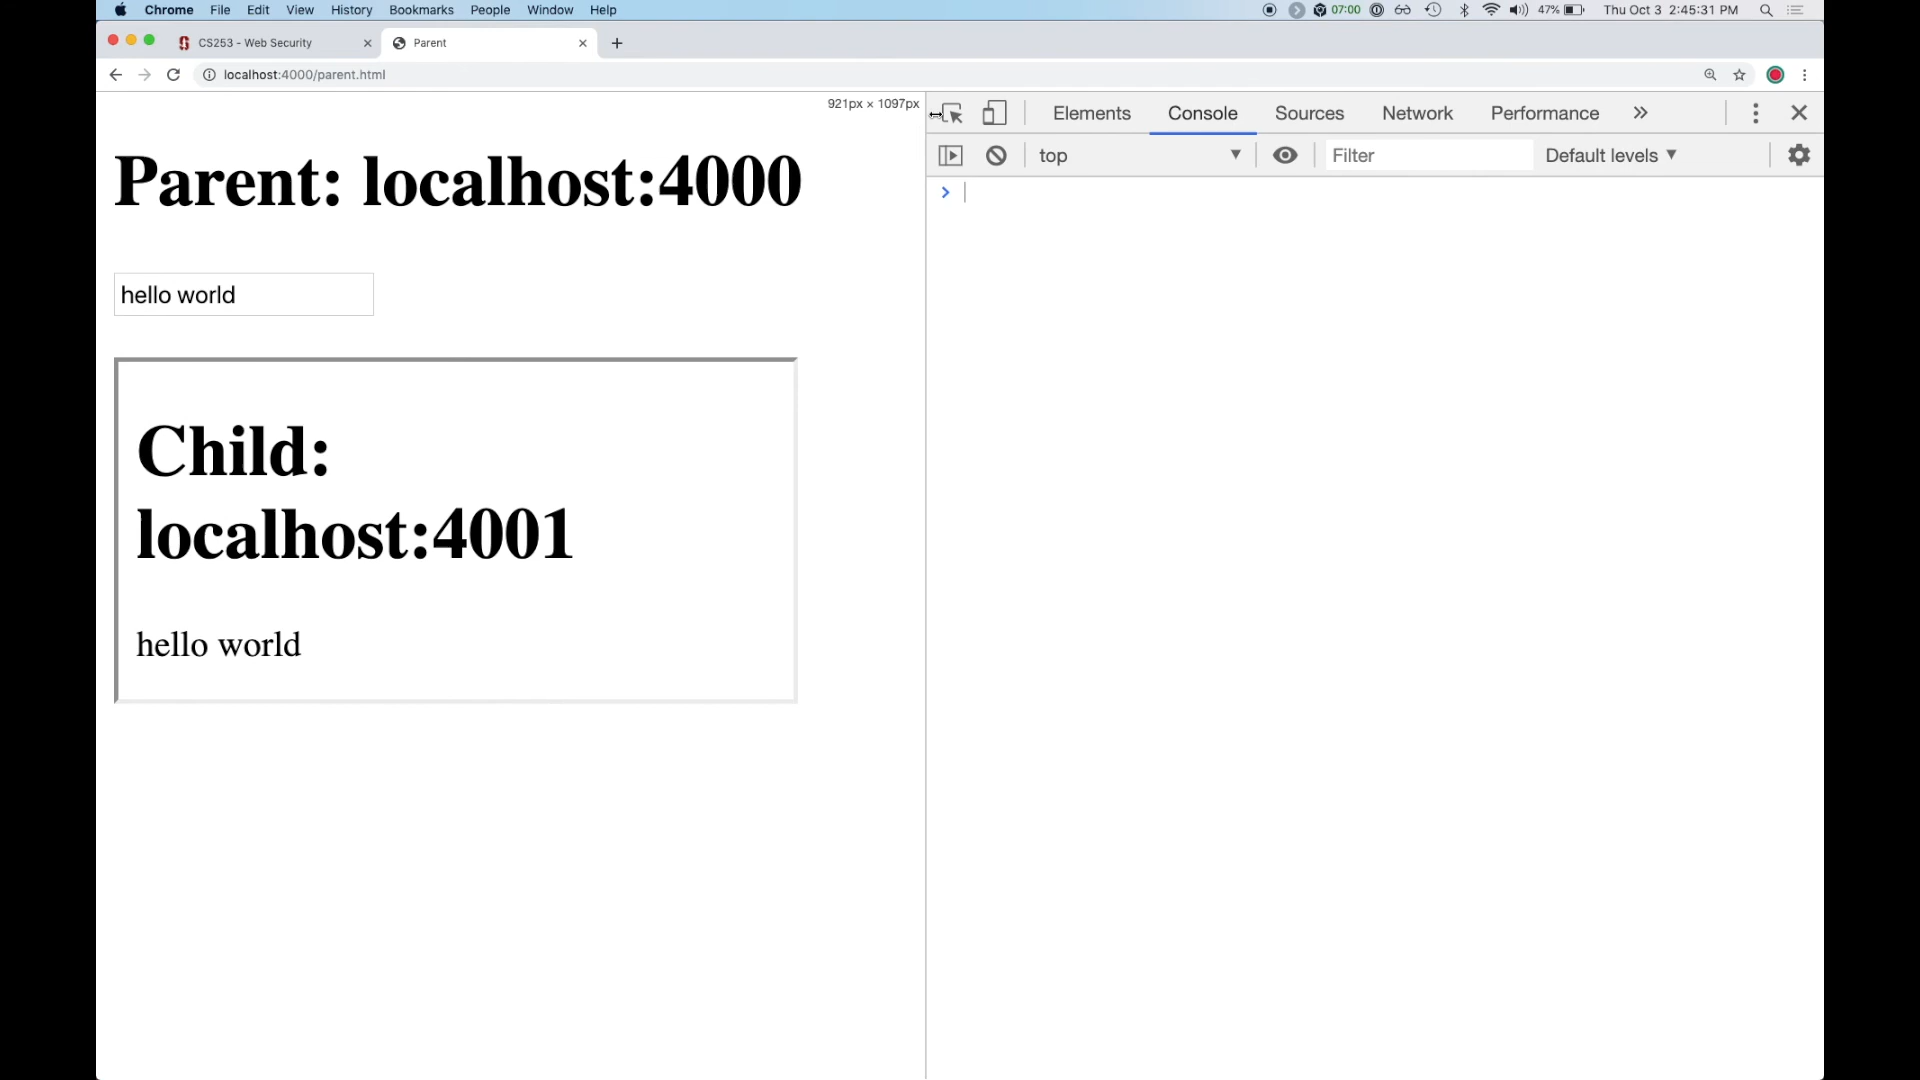 Chrome File Edit View History Bookmarks People Window Help 07:00 47% Thu Oct 3 2:45:31 PM
CS253 - Web Security Parent
localhost:4000/parent.html
921px × 1097px
Elements Console Sources Network Performance
top Filter Default levels
Parent: localhost:4000
hello world
Child:
localhost:4001
hello world